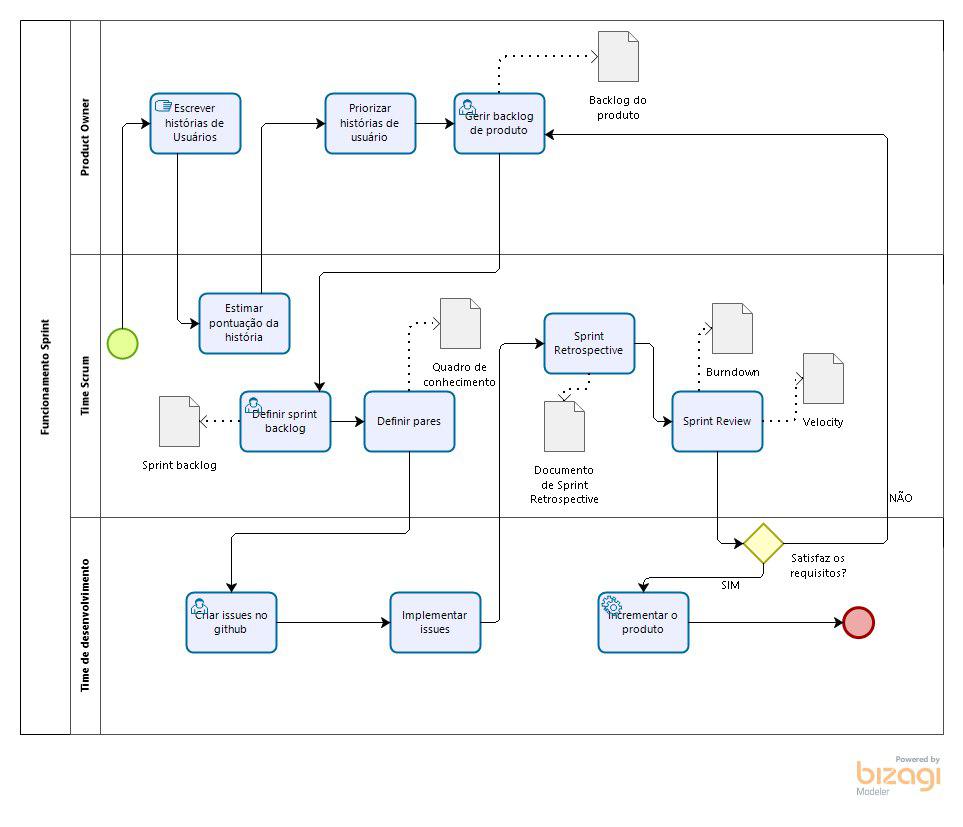 Funcionamento Sprint
Product Owner
Escrever
histórias de
Usuários
Priorizar
histórias de
usuário
Gerir backlog
de produto
Backlog do
produto
Time Scrum
Estimar
pontuação da
história
Quadro de
conhecimento
Sprint
Retrospective
Burndown
Velocity
Sprint backlog
Definir sprint
backlog
Definir pares
Documento
de Sprint
Retrospective
Sprint Review
NÃO
Time de desenvolvimento
Satisfaz os
requisitos?
SIM
Criar issues no
github
Implementar
issues
Incrementar o
produto
Powered by
bizagi
Modeler